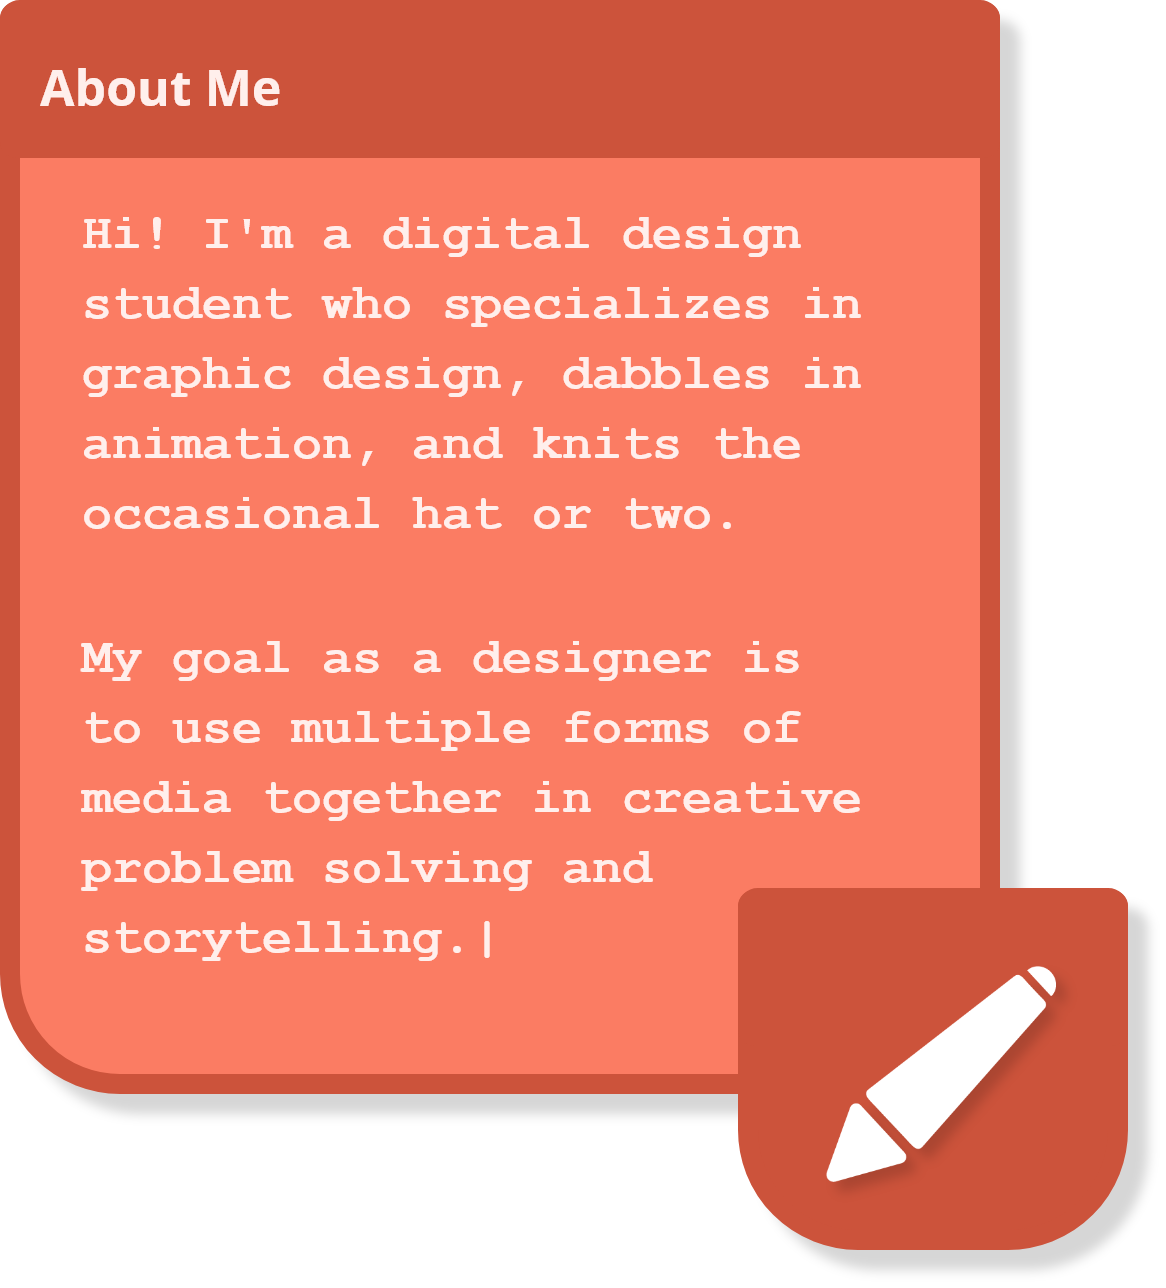 About Me
Hi! I'm a digital design
student who specializes in
graphic design, dabbles in
animation, and knits the
occasional hat or two.
My goal as a designer is
to use multiple forms of
media together in creative
problem solving and
storytelling.|